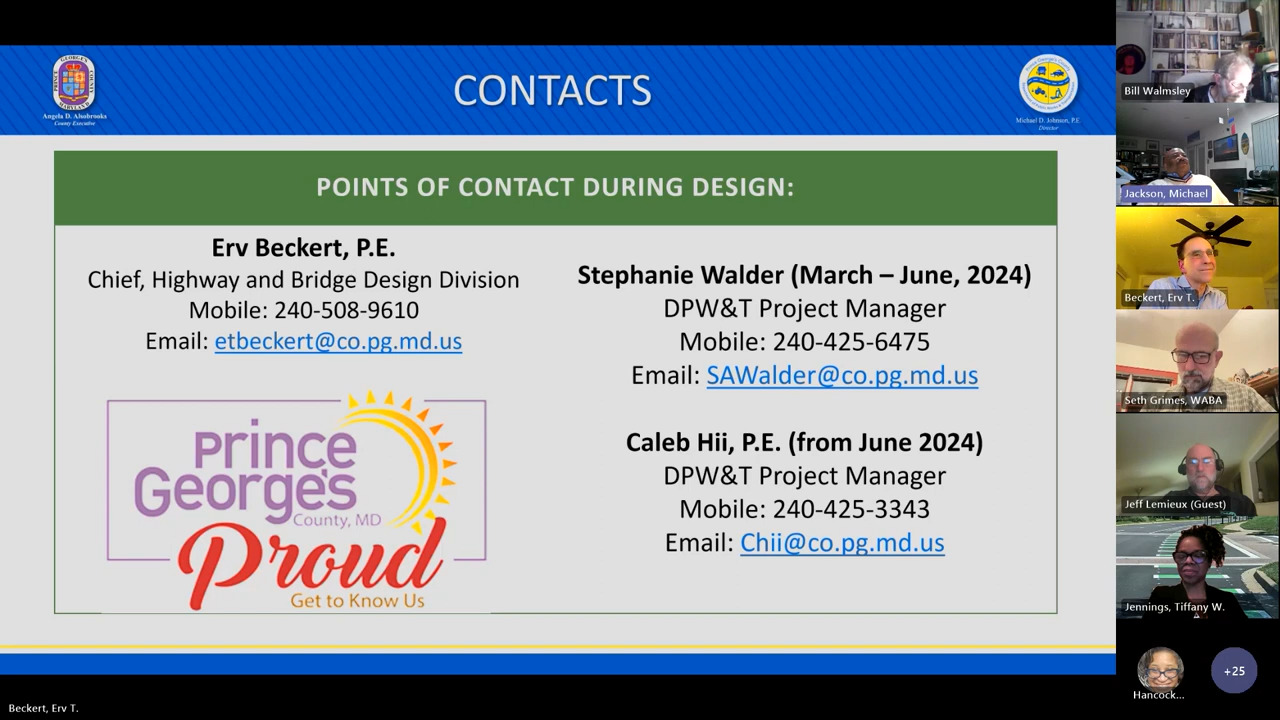 CONTACTS
Angela D. Alsobrooks
County Executive
Michael D. Johnson, P.E.
Director
POINTS OF CONTACT DURING DESIGN:
Erv Beckert, P.E.
Chief, Highway and Bridge Design Division
Mobile: 240-508-9610
Email: etbeckert@co.pg.md.us
Stephanie Walder (March – June, 2024)
DPW&T Project Manager
Mobile: 240-425-6475
Email: SAWalder@co.pg.md.us
Caleb Hii, P.E. (from June 2024)
DPW&T Project Manager
Mobile: 240-425-3343
Email: Chii@co.pg.md.us
Prince
George's
County, MD
Proud
Get to Know Us
Bill Walmsley
Jackson, Michael
Beckert, Erv T.
Seth Grimes, WABA
Jeff Lemieux (Guest)
Jennings, Tiffany W.
Hancock...
+25
Beckert, Erv T.